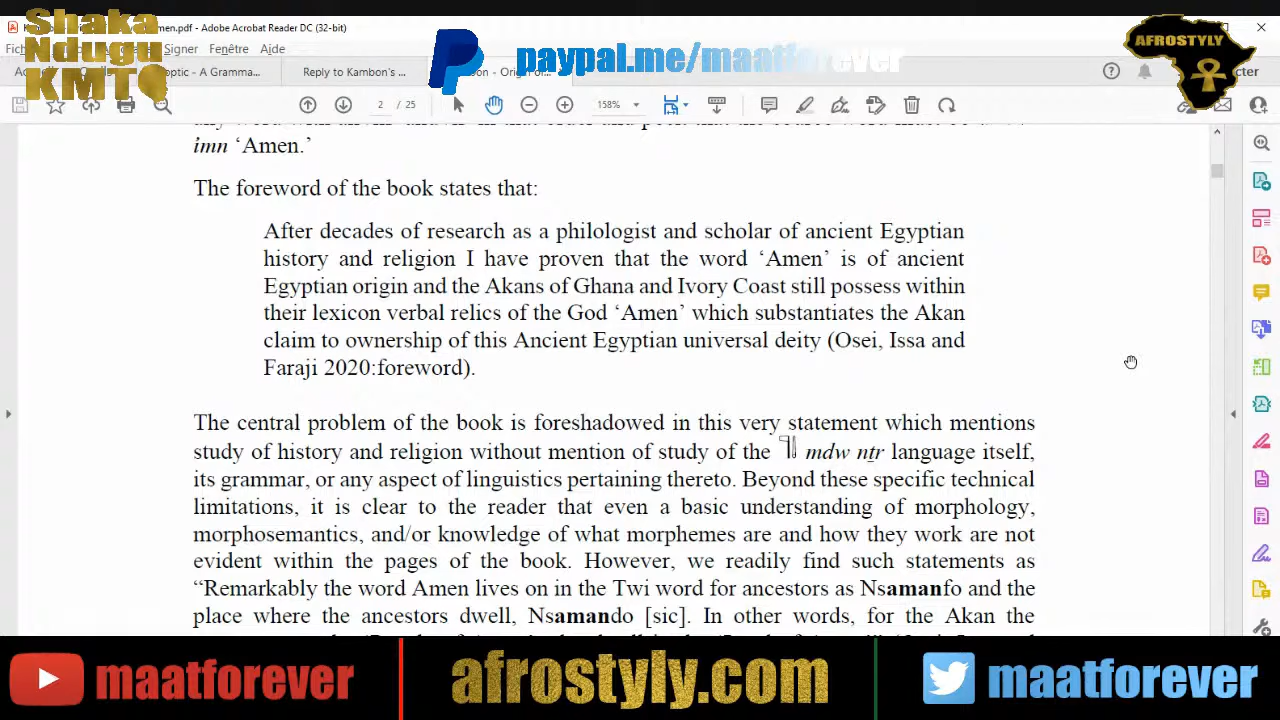 Shaka
Ndugu
KMT
men.pdf - Adobe Acrobat Reader DC (32-bit)
Signer Fenêtre Aide
optic - A Gramma...
Reply to Kambon's ...
paypal.me/maatforever
AFROSTYLY
2 / 25
158%
imn ‘Amen.’
The foreword of the book states that:
After decades of research as a philologist and scholar of ancient Egyptian
history and religion I have proven that the word ‘Amen’ is of ancient
Egyptian origin and the Akans of Ghana and Ivory Coast still possess within
their lexicon verbal relics of the God ‘Amen’ which substantiates the Akan
claim to ownership of this Ancient Egyptian universal deity (Osei, Issa and
Faraji 2020:foreword).
The central problem of the book is foreshadowed in this very statement which mentions
study of history and religion without mention of study of the mdw nṯr language itself,
its grammar, or any aspect of linguistics pertaining thereto. Beyond these specific technical
limitations, it is clear to the reader that even a basic understanding of morphology,
morphosemantics, and/or knowledge of what morphemes are and how they work are not
evident within the pages of the book. However, we readily find such statements as
“Remarkably the word Amen lives on in the Twi word for ancestors as Nsamanfo and the
place where the ancestors dwell, Nsamando [sic]. In other words, for the Akan the
maatforever
afrostyly.com
maatforever